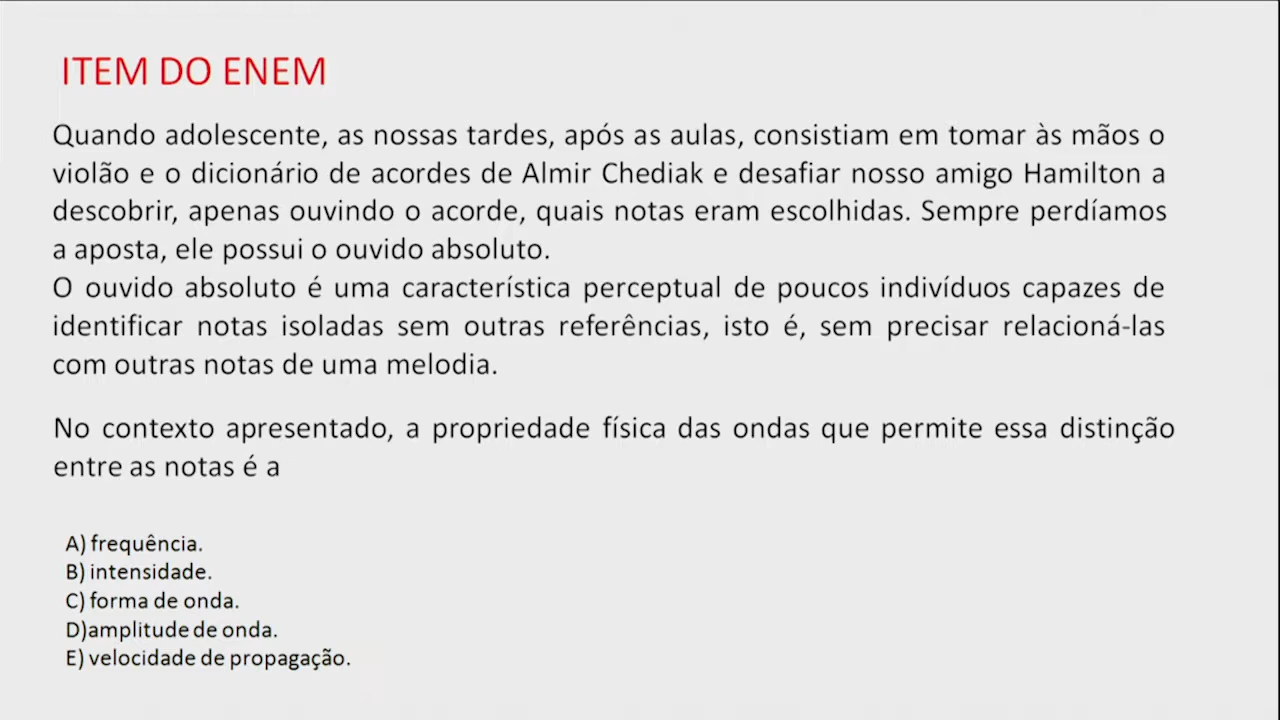 ITEM DO ENEM
Quando adolescente, as nossas tardes, após as aulas, consistiam em tomar às mãos o
violão e o dicionário de acordes de Almir Chediak e desafiar nosso amigo Hamilton a
descobrir, apenas ouvindo o acorde, quais notas eram escolhidas. Sempre perdíamos
a aposta, ele possui o ouvido absoluto.
O ouvido absoluto é uma característica perceptual de poucos indivíduos capazes de
identificar notas isoladas sem outras referências, isto é, sem precisar relacioná-las
com outras notas de uma melodia.
No contexto apresentado, a propriedade física das ondas que permite essa distinção
entre as notas é a
A) frequência.
B) intensidade.
C) forma de onda.
D)amplitude de onda.
E) velocidade de propagação.